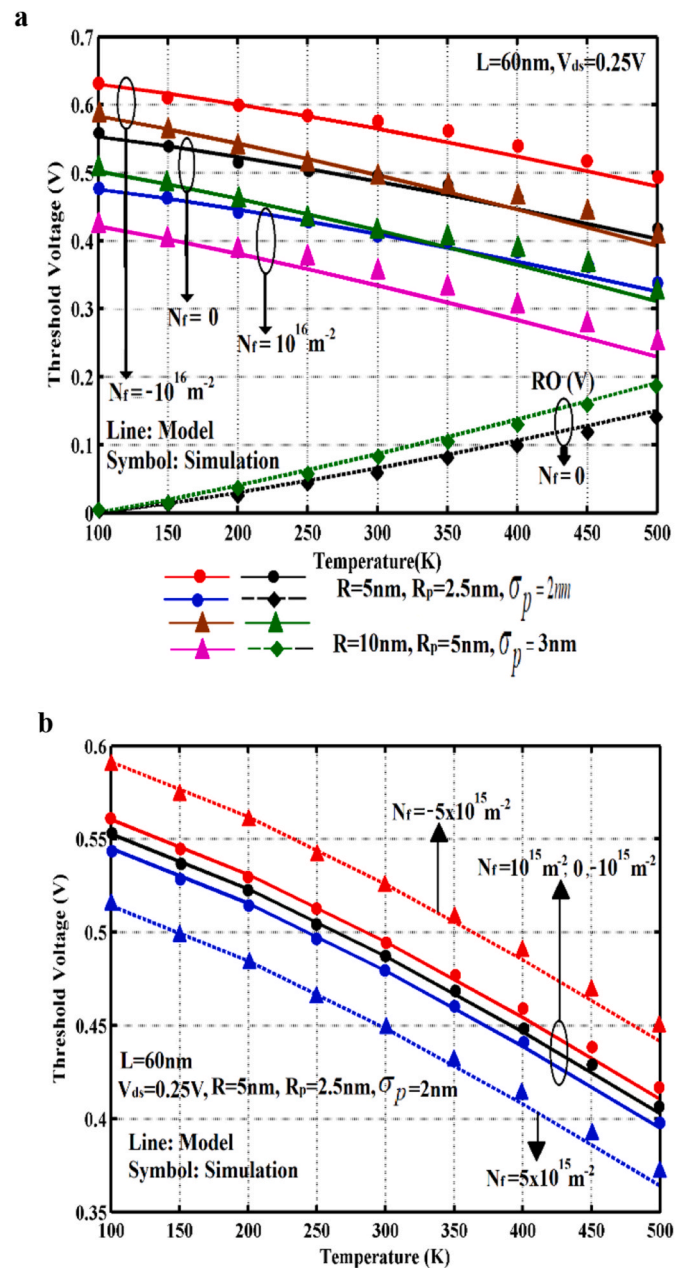 a
0.7
L=60nm, Vds=0.25V
0.6
0.5
0.4
0.3
0.2
0.1
0
Threshold Voltage (V)
Nf= 0
Nf= 10^16 m^-2
Nf=-10^16 m^-2
RO (V)
Line: Model
Symbol: Simulation
Nf=0
100 150 200 250 300 350 400 450 500
Temperature(K)
R=5nm, Rp=2.5nm, σp=2nm
R=10nm, Rp=5nm, σp=3nm
b
0.6
0.55
0.5
0.45
0.4
0.35
Threshold Voltage (V)
Nf=-5x10^15 m^-2
Nf=10^15 m^-2, 0, -10^15 m^-2
L=60nm
Vds=0.25V, R=5nm, Rp=2.5nm, σp=2nm
Line: Model
Symbol: Simulation
Nf=5x10^15 m^-2
100 150 200 250 300 350 400 450 500
Temperature (K)